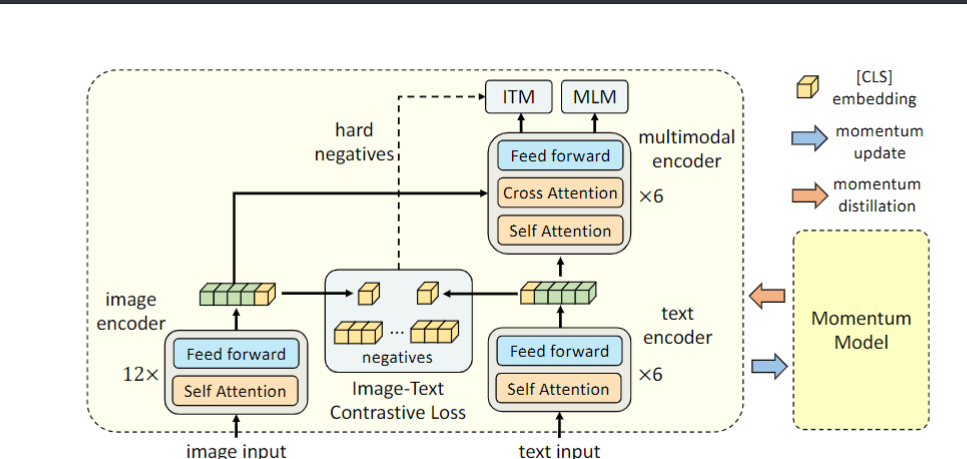 [CLS]
embedding
momentum
update
momentum
distillation
Momentum
Model
ITM
MLM
hard
negatives
multimodal
encoder
Feed forward
Cross Attention
Self Attention
×6
image
encoder
12×
Feed forward
Self Attention
...
negatives
Image-Text
Contrastive Loss
text
encoder
Feed forward
Self Attention
×6
image input
text input